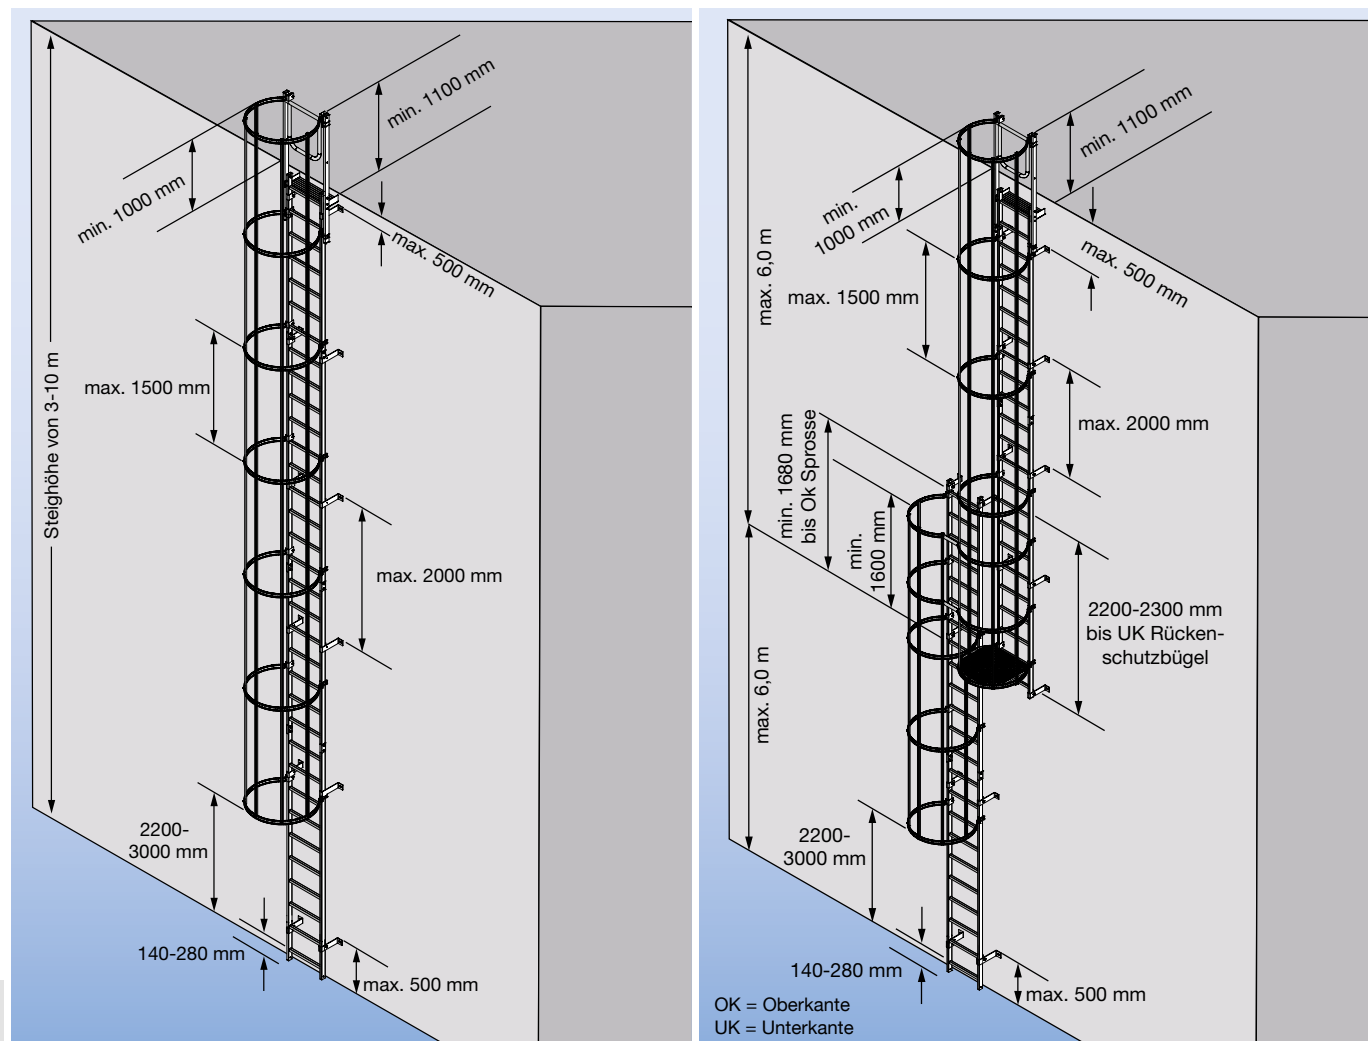 min. 1100 mm
min. 1000 mm
max. 500 mm
Steighöhe von 3-10 m
max. 1500 mm
max. 2000 mm
2200-
3000 mm
140-280 mm
max. 500 mm
min. 1100 mm
min.
1000 mm
max. 6,0 m
max. 500 mm
max. 1500 mm
max. 2000 mm
min. 1680 mm
bis Ok Sprosse
min.
1600 mm
2200-2300 mm
bis UK Rücken-
schutzbügel
max. 6,0 m
2200-
3000 mm
140-280 mm
max. 500 mm
OK = Oberkante
UK = Unterkante